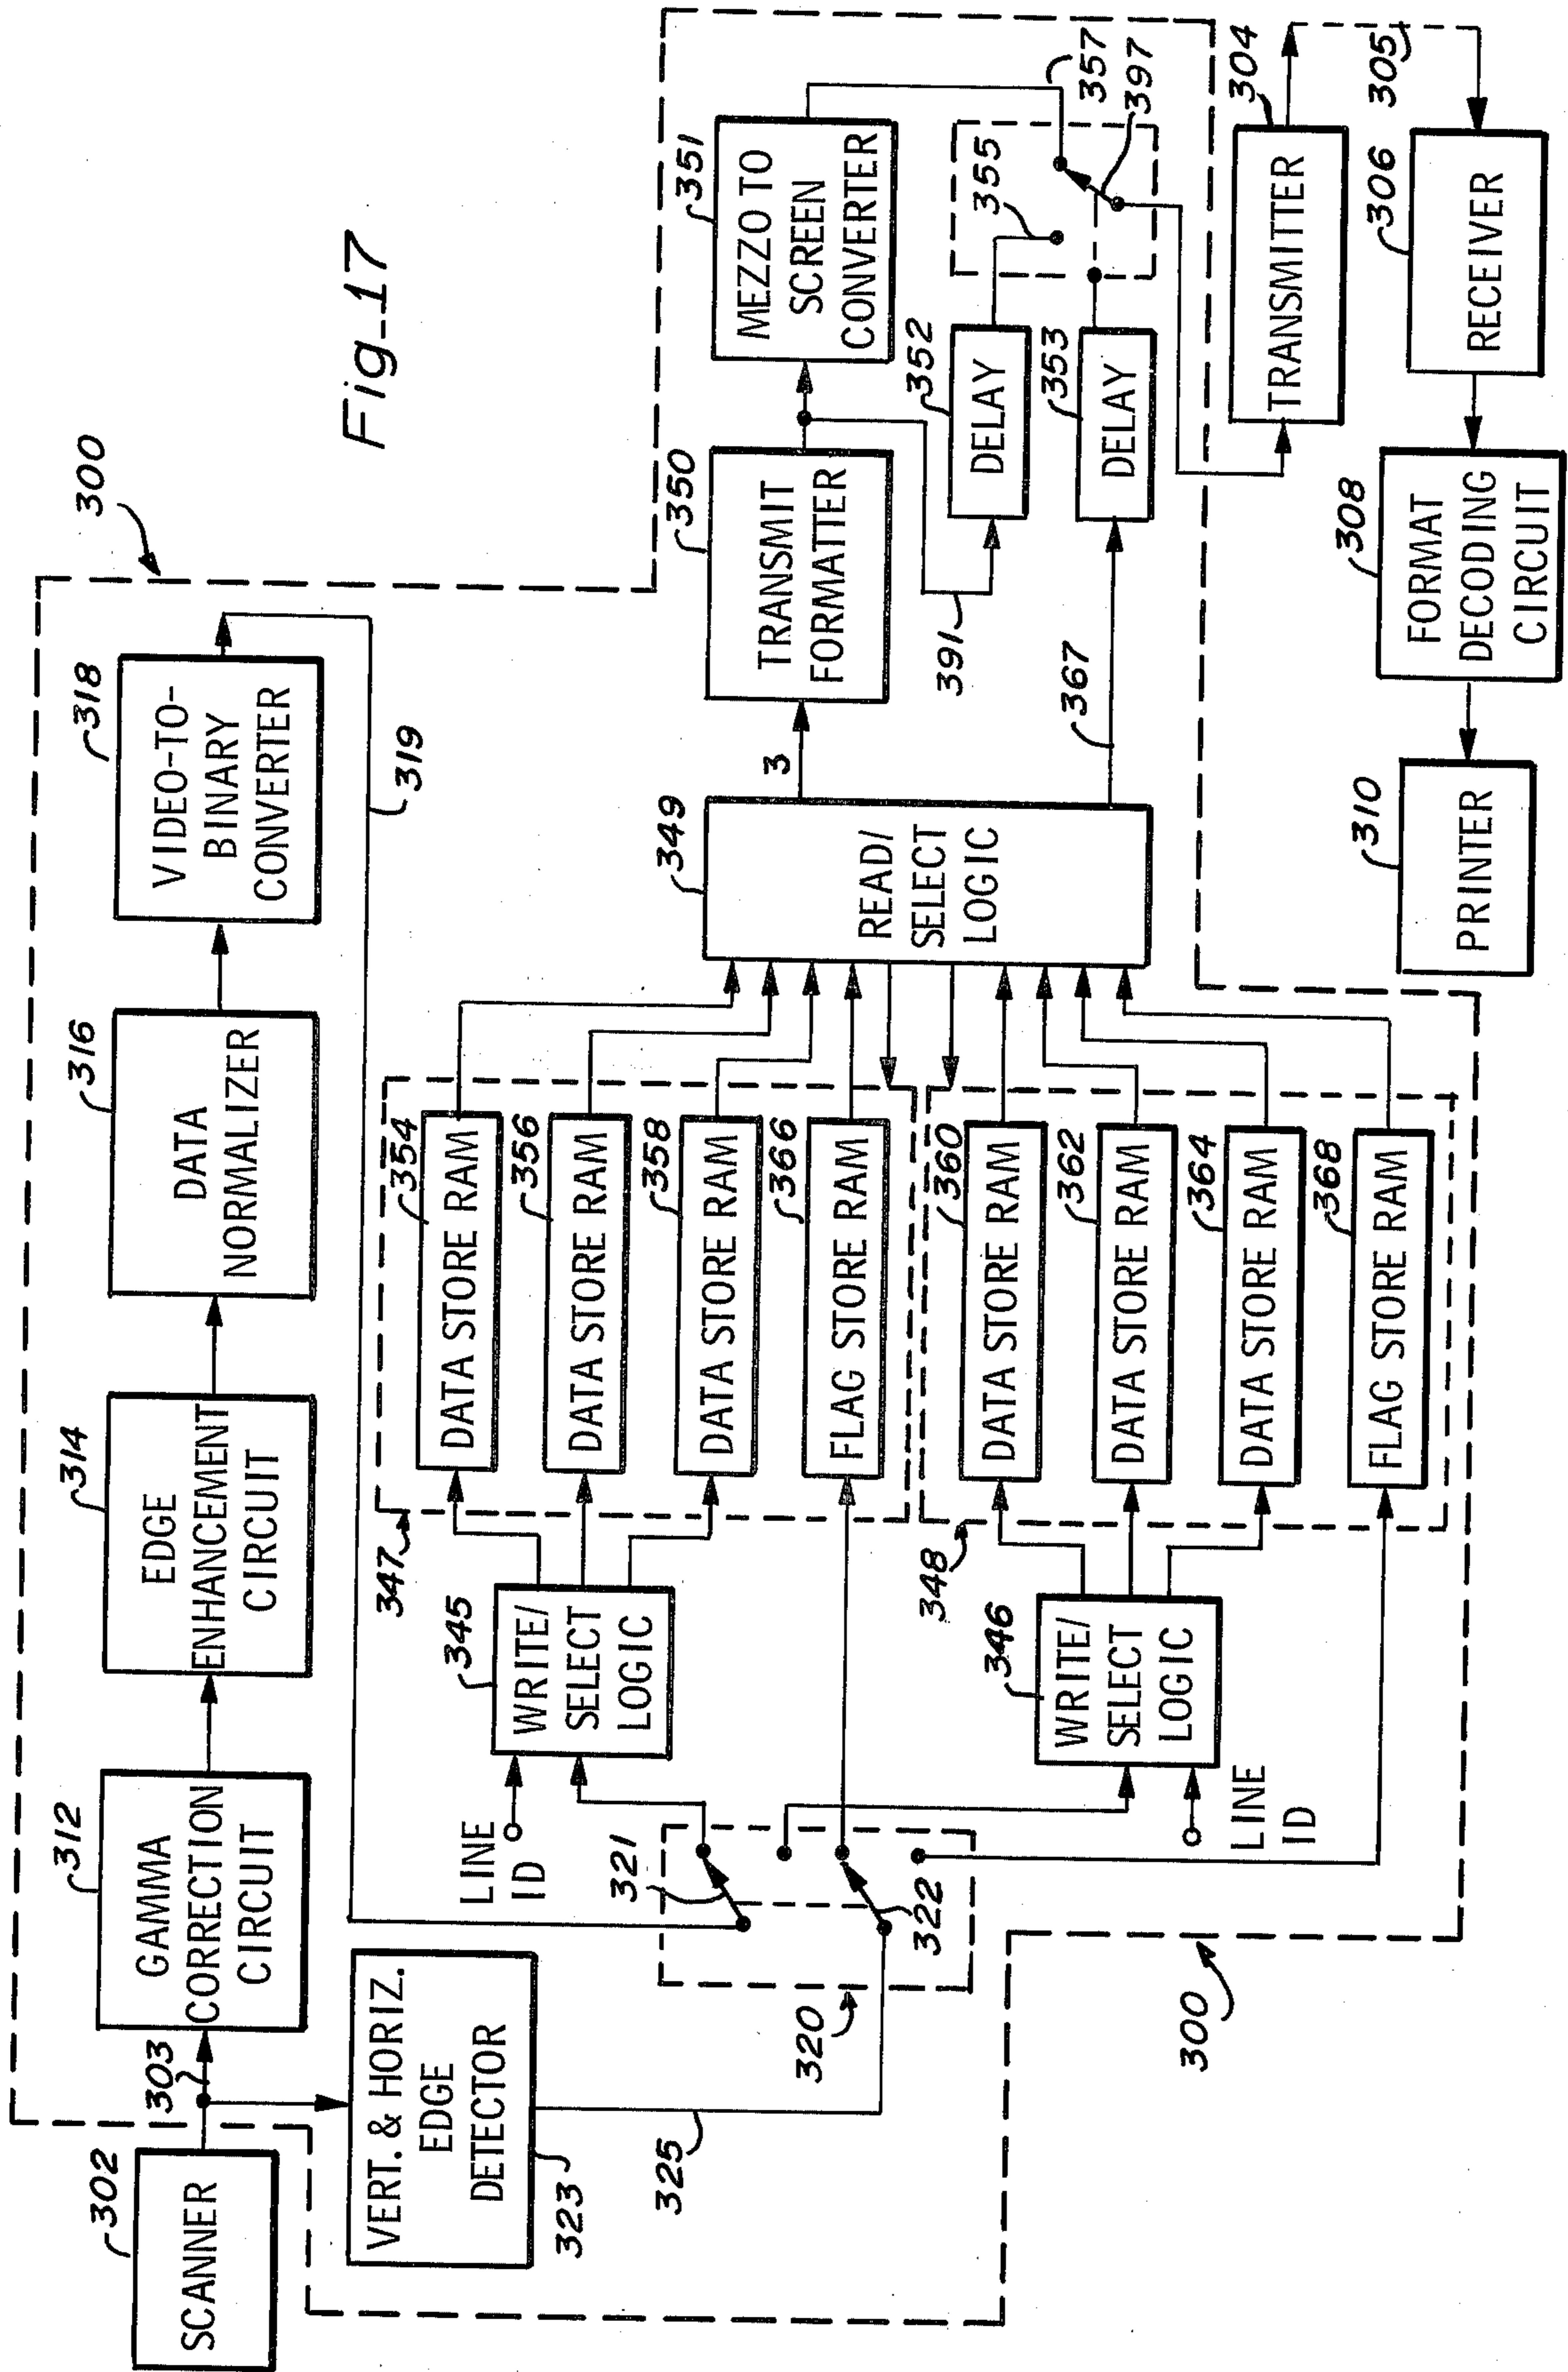 Fig_17
300
302
SCANNER
303
312
GAMMA
CORRECTION
CIRCUIT
314
EDGE
ENHANCEMENT
CIRCUIT
316
DATA
NORMALIZER
318
VIDEO-TO-
BINARY
CONVERTER
319
VERT. & HORIZ.
EDGE
DETECTOR
323
325
320
321
322
LINE
ID
345
WRITE/
SELECT
LOGIC
347
354
DATA STORE RAM
356
DATA STORE RAM
358
DATA STORE RAM
366
FLAG STORE RAM
LINE
ID
346
WRITE/
SELECT
LOGIC
348
360
DATA STORE RAM
362
DATA STORE RAM
364
DATA STORE RAM
368
FLAG STORE RAM
349
READ/
SELECT
LOGIC
3
367
350
TRANSMIT
FORMATTER
391
351
MEZZO TO
SCREEN
CONVERTER
352
DELAY
353
DELAY
355
357
397
304
TRANSMITTER
305
306
RECEIVER
308
FORMAT
DECODING
CIRCUIT
310
PRINTER
300